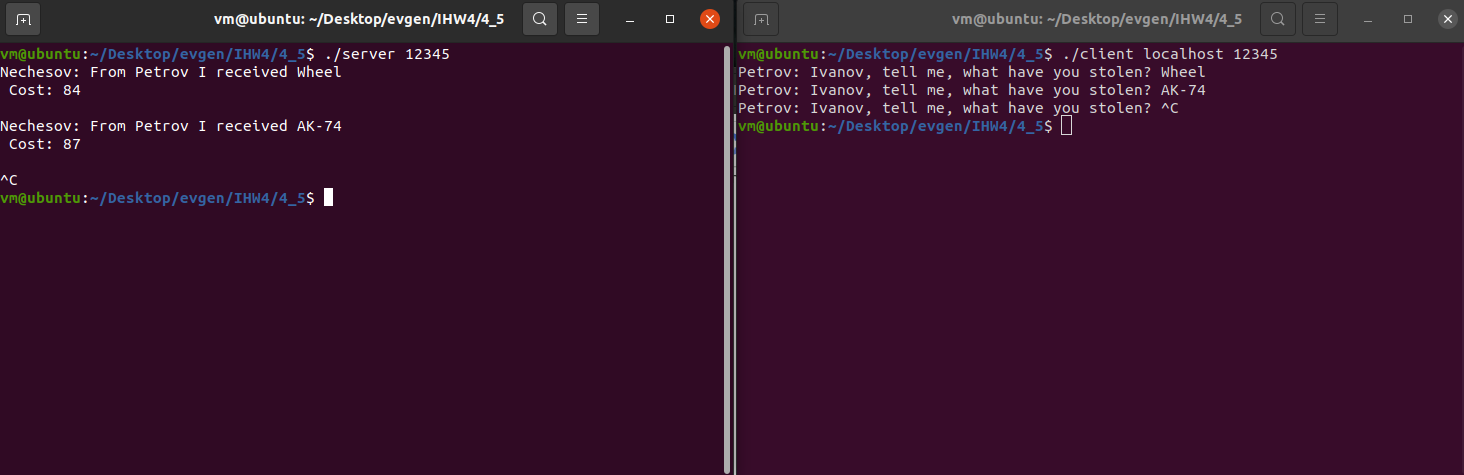 vm@ubuntu: ~/Desktop/evgen/IHW4/4_5
vm@ubuntu:~/Desktop/evgen/IHW4/4_5$ ./server 12345
Nechesov: From Petrov I received Wheel
 Cost: 84
Nechesov: From Petrov I received AK-74
 Cost: 87
^C
vm@ubuntu:~/Desktop/evgen/IHW4/4_5$
vm@ubuntu: ~/Desktop/evgen/IHW4/4_5
vm@ubuntu:~/Desktop/evgen/IHW4/4_5$ ./client localhost 12345
Petrov: Ivanov, tell me, what have you stolen? Wheel
Petrov: Ivanov, tell me, what have you stolen? AK-74
Petrov: Ivanov, tell me, what have you stolen? ^C
vm@ubuntu:~/Desktop/evgen/IHW4/4_5$